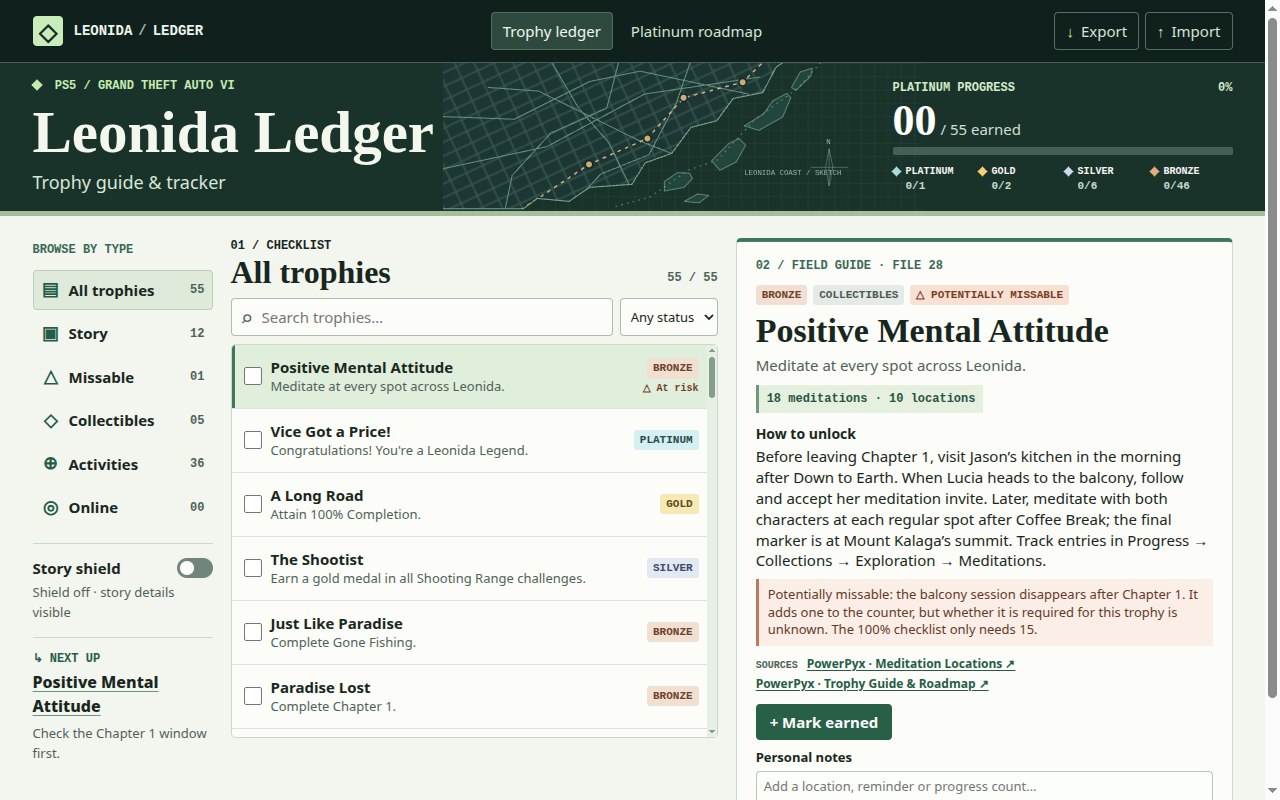 LEONIDA / LEDGER
Trophy ledger
Platinum roadmap
↓ Export
↑ Import
PS5 / GRAND THEFT AUTO VI
Leonida Ledger
Trophy guide & tracker
N
LEONIDA COAST / SKETCH
PLATINUM PROGRESS 0%
00 / 55 earned
PLATINUM 0/1
GOLD 0/2
SILVER 0/6
BRONZE 0/46
BROWSE BY TYPE
All trophies 55
Story 12
Missable 01
Collectibles 05
Activities 36
Online 00
Story shield
Shield off · story details
visible
↳ NEXT UP
Positive Mental
Attitude
Check the Chapter 1 window
first.
01 / CHECKLIST
All trophies 55 / 55
Search trophies…
Any status
Positive Mental Attitude BRONZE
Meditate at every spot across Leonida. △ At risk
Vice Got a Price! PLATINUM
Congratulations! You're a Leonida Legend.
A Long Road GOLD
Attain 100% Completion.
The Shootist SILVER
Earn a gold medal in all Shooting Range challenges.
Just Like Paradise BRONZE
Complete Gone Fishing.
Paradise Lost BRONZE
Complete Chapter 1.
02 / FIELD GUIDE · FILE 28
BRONZE COLLECTIBLES △ POTENTIALLY MISSABLE
Positive Mental Attitude
Meditate at every spot across Leonida.
18 meditations · 10 locations
How to unlock
Before leaving Chapter 1, visit Jason’s kitchen in the morning
after Down to Earth. When Lucia heads to the balcony, follow
and accept her meditation invite. Later, meditate with both
characters at each regular spot after Coffee Break; the final
marker is at Mount Kalaga’s summit. Track entries in Progress →
Collections → Exploration → Meditations.
Potentially missable: the balcony session disappears after Chapter 1. It
adds one to the counter, but whether it is required for this trophy is
unknown. The 100% checklist only needs 15.
SOURCES PowerPyx · Meditation Locations ↗
PowerPyx · Trophy Guide & Roadmap ↗
+ Mark earned
Personal notes
Add a location, reminder or progress count…